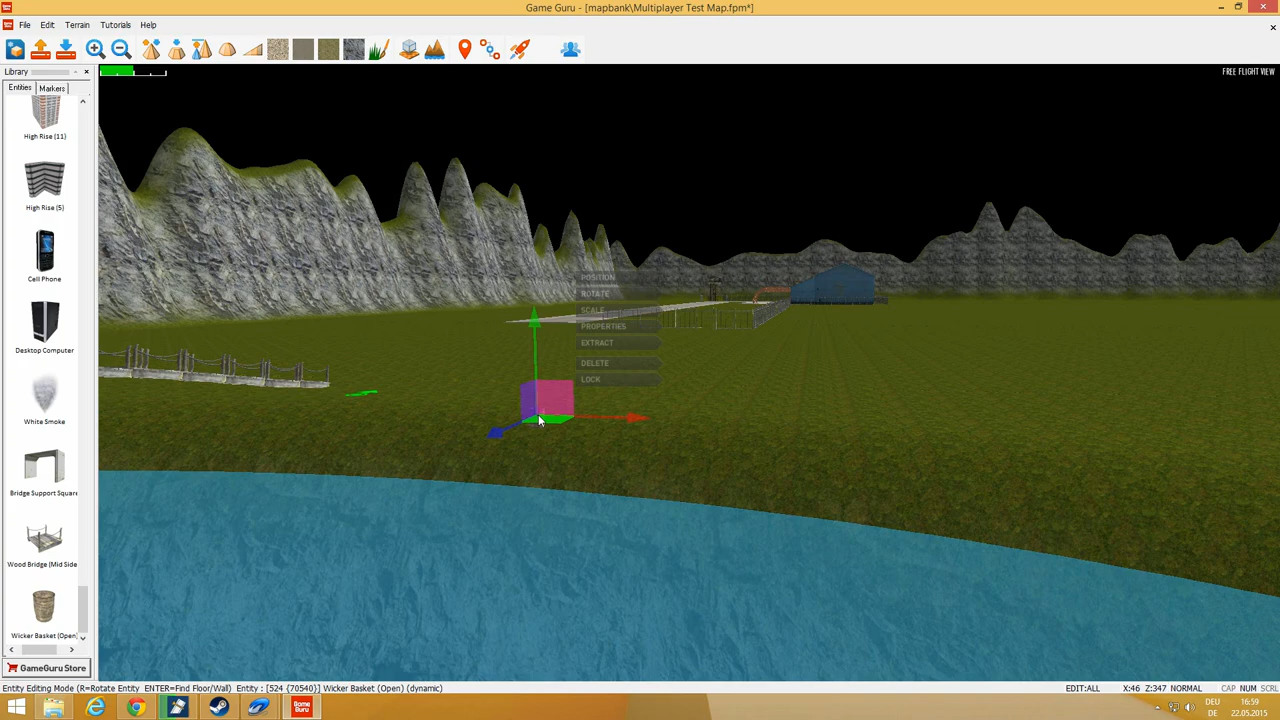 Game Guru - [mapbank\Multiplayer Test Map.fpm*]
File Edit Terrain Tutorials Help
Library
Entities Markers
FREE FLIGHT VIEW
High Rise (11)
High Rise (5)
Cell Phone
Desktop Computer
White Smoke
Bridge Support Square
Wood Bridge (Mid Side
Wicker Basket (Open)
GameGuru Store
POSITION
ROTATE
SCALE
PROPERTIES
EXTRACT
DELETE
LOCK
Entity Editing Mode (R=Rotate Entity ENTER=Find Floor/Wall) Entity : [524 {70540}] Wicker Basket (Open) (dynamic) EDIT:ALL X:46 Z:347 NORMAL CAP NUM SCRL
GAME GURU
DEU 16:59
DE 22.05.2015